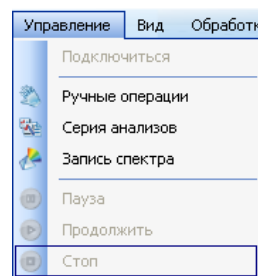 Управление Вид Обработк
Подключиться
Ручные операции
Серия анализов
Запись спектра
Пауза
Продолжить
Стоп